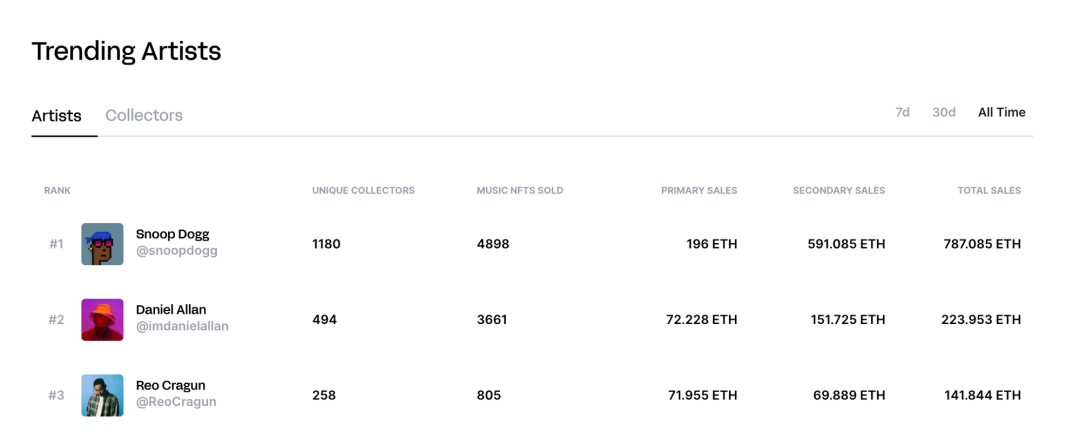 Trending Artists
Artists Collectors 7d 30d All Time
RANK UNIQUE COLLECTORS MUSIC NFTS SOLD PRIMARY SALES SECONDARY SALES TOTAL SALES
#1 Snoop Dogg 1180 4898 196 ETH 591.085 ETH 787.085 ETH
@snoopdogg
#2 Daniel Allan 494 3661 72.228 ETH 151.725 ETH 223.953 ETH
@imdanielallan
#3 Reo Cragun 258 805 71.955 ETH 69.889 ETH 141.844 ETH
@ReoCragun